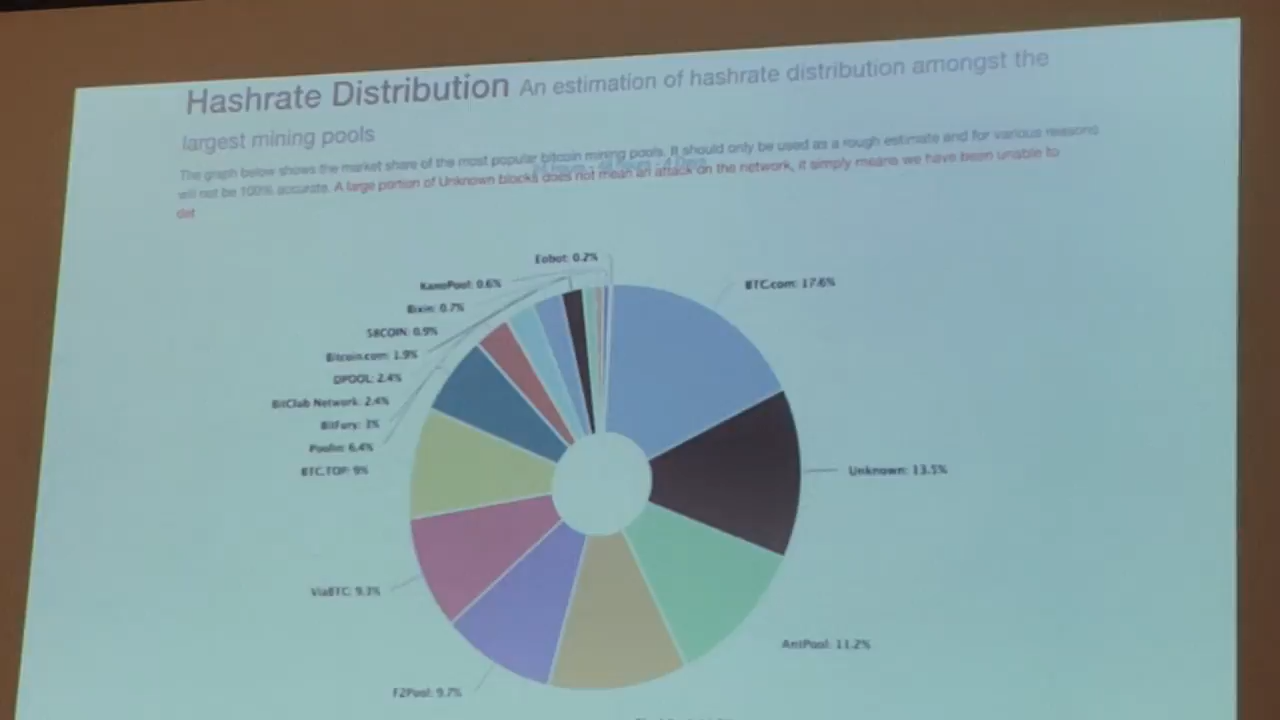 Hashrate Distribution An estimation of hashrate distribution amongst the
largest mining pools
The graph below shows the market share of the most popular bitcoin mining pools. It should only be used as a rough estimate and for various reasons
will not be 100% accurate. A large portion of Unknown blocks does not mean an attack on the network, it simply means we have been unable to
det
Eobot: 0.2%
KanoPool: 0.6%
Bixin: 0.7%
58COIN: 0.9%
Bitcoin.com: 1.9%
DPOOL: 2.4%
BitClub Network: 2.4%
BitFury: 3%
Poolin: 6.4%
BTC.TOP: 9%
ViaBTC: 9.3%
F2Pool: 9.7%
BTC.com: 17.6%
Unknown: 13.5%
AntPool: 11.2%